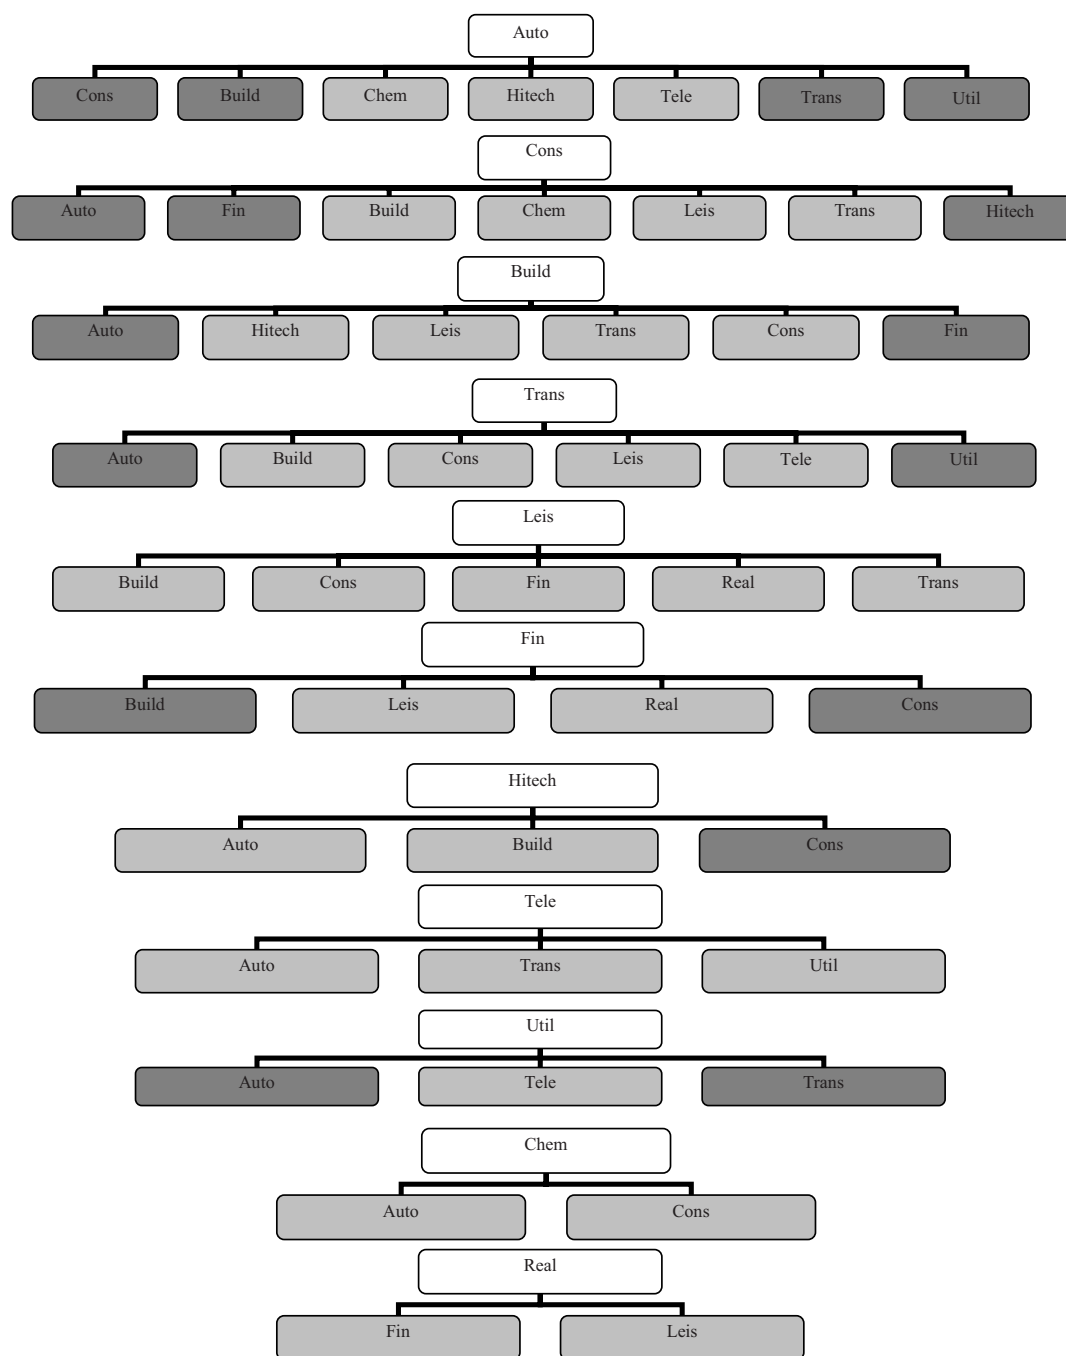 Auto
Cons Build Chem Hitech Tele Trans Util
Cons
Auto Fin Build Chem Leis Trans Hitech
Build
Auto Hitech Leis Trans Cons Fin
Trans
Auto Build Cons Leis Tele Util
Leis
Build Cons Fin Real Trans
Fin
Build Leis Real Cons
Hitech
Auto Build Cons
Tele
Auto Trans Util
Util
Auto Tele Trans
Chem
Auto Cons
Real
Fin Leis